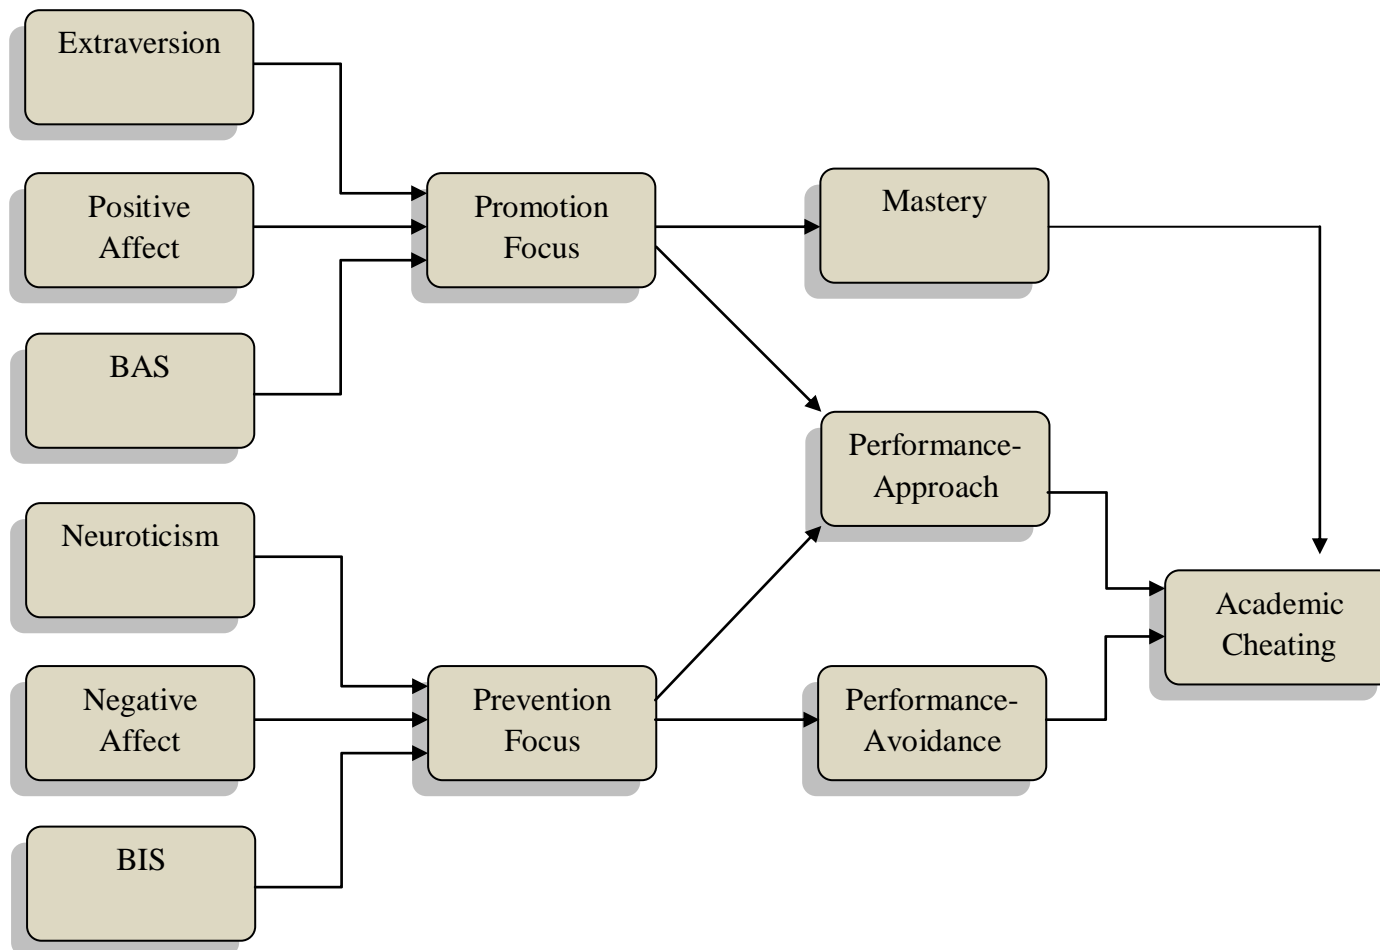 Extraversion
Positive
Affect
BAS
Neuroticism
Negative
Affect
BIS
Promotion
Focus
Prevention
Focus
Mastery
Performance-
Approach
Performance-
Avoidance
Academic
Cheating